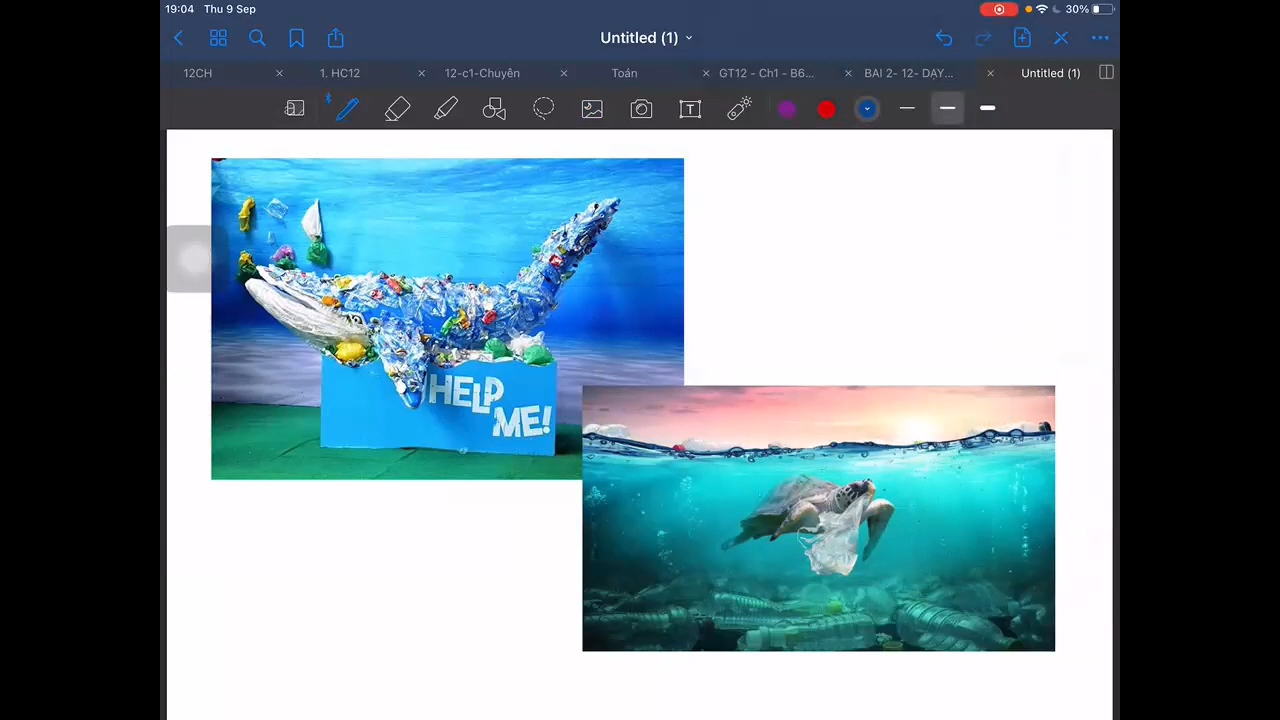 19:04 Thu 9 Sep
30%
Untitled (1)
12CH
1. HC12
12-c1-Chuyên
Toán
GT12 - Ch1 - B6...
BAI 2- 12- DAY...
Untitled (1)
T
HELP
ME!